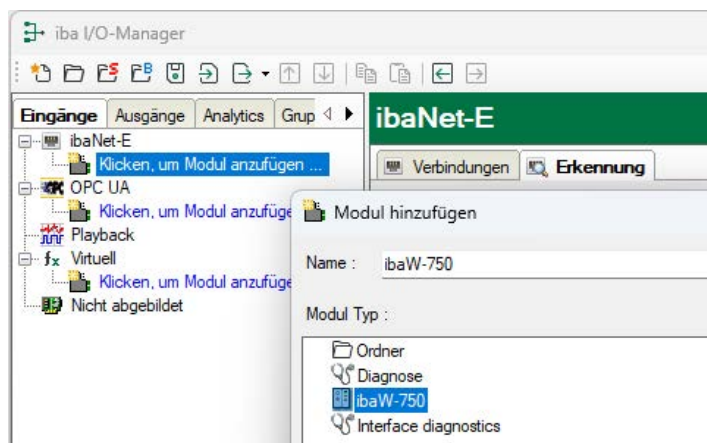 iba I/O-Manager
Eingänge Ausgänge Analytics Grup
ibaNet-E
Klicken, um Modul anzufügen ...
OPC UA
Klicken, um Modul anzufüge
Playback
Virtuell
Klicken, um Modul anzufüge
Nicht abgebildet
ibaNet-E
Verbindungen Erkennung
Modul hinzufügen
Name : ibaW-750
Modul Typ :
Ordner
Diagnose
ibaW-750
Interface diagnostics